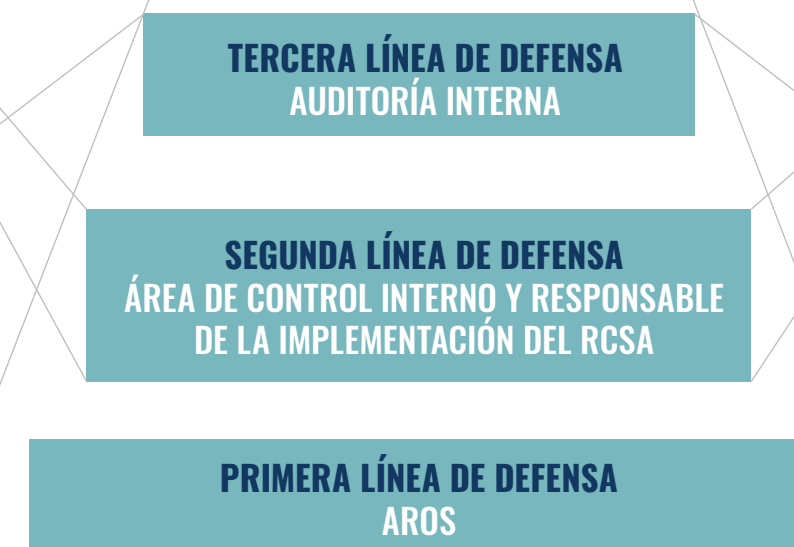 TERCERA LÍNEA DE DEFENSA
AUDITORÍA INTERNA
SEGUNDA LÍNEA DE DEFENSA
ÁREA DE CONTROL INTERNO Y RESPONSABLE
DE LA IMPLEMENTACIÓN DEL RCSA
PRIMERA LÍNEA DE DEFENSA
AROS